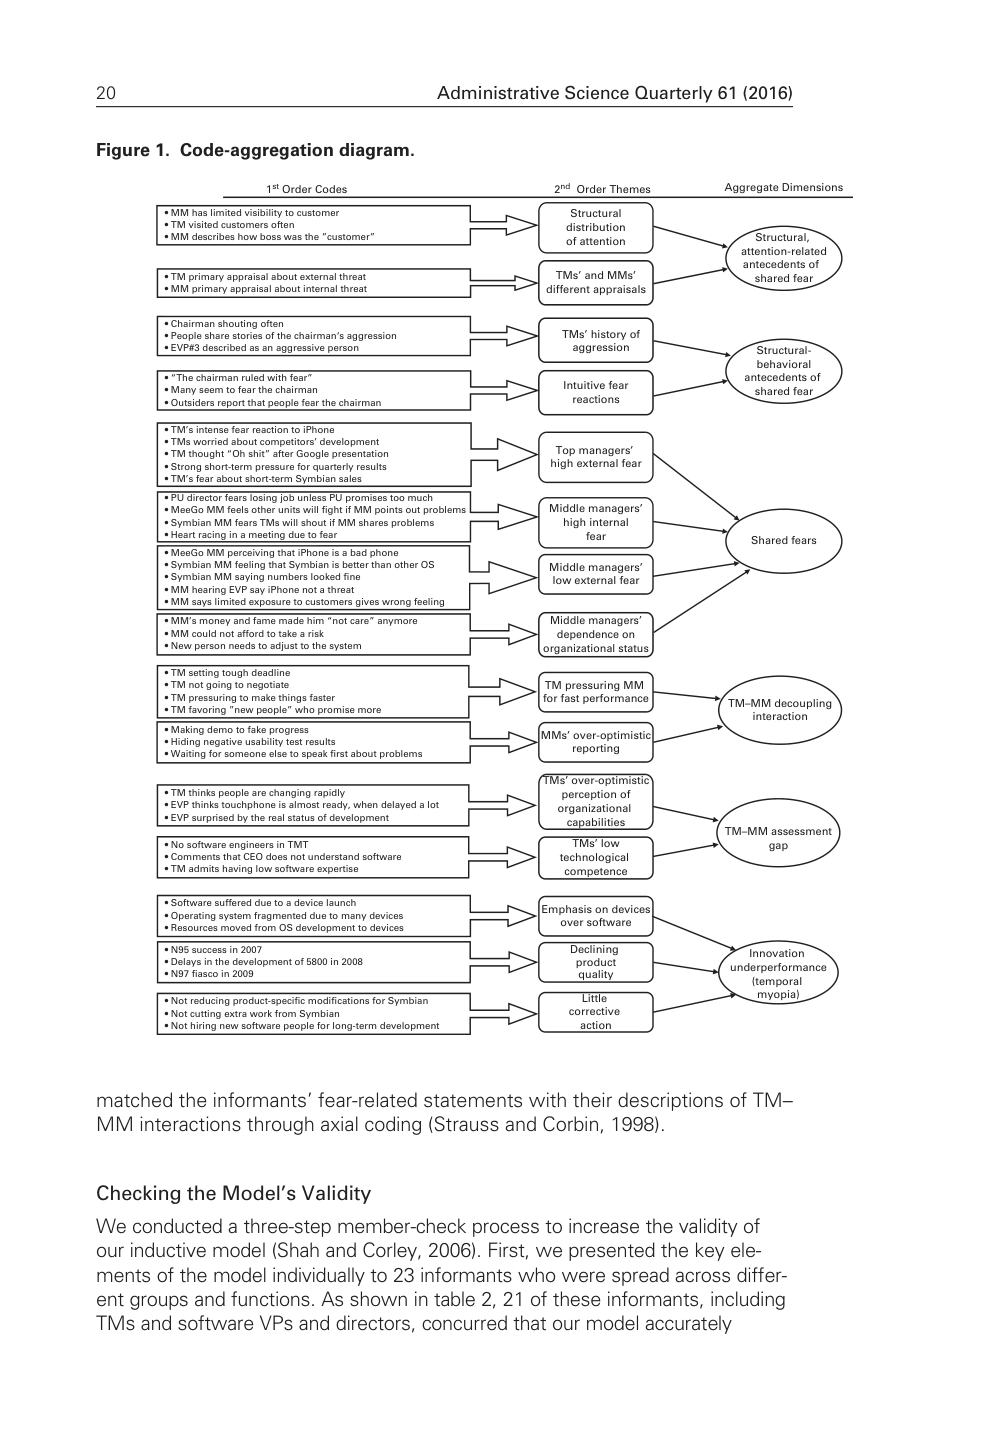 20
Administrative Science Quarterly 61 (2016)
Figure 1. Code-aggregation diagram.
1st Order Codes
2nd Order Themes
Aggregate Dimensions
• MM has limited visibility to customer
• TM visited customers often
• MM describes how boss was the “customer”
Structural
distribution
of attention
• TM primary appraisal about external threat
• MM primary appraisal about internal threat
TMs’ and MMs’
different appraisals
Structural,
attention-related
antecedents of
shared fear
• Chairman shouting often
• People share stories of the chairman’s aggression
• EVP#3 described as an aggressive person
TMs’ history of
aggression
• “The chairman ruled with fear”
• Many seem to fear the chairman
• Outsiders report that people fear the chairman
Intuitive fear
reactions
Structural-
behavioral
antecedents of
shared fear
• TM’s intense fear reaction to iPhone
• TMs worried about competitors’ development
• TM thought “Oh shit” after Google presentation
• Strong short-term pressure for quarterly results
• TM’s fear about short-term Symbian sales
Top managers’
high external fear
• PU director fears losing job unless PU promises too much
• MeeGo MM feels other units will fight if MM points out problems
• Symbian MM fears TMs will shout if MM shares problems
• Heart racing in a meeting due to fear
Middle managers’
high internal
fear
• MeeGo MM perceiving that iPhone is a bad phone
• Symbian MM feeling that Symbian is better than other OS
• Symbian MM saying numbers looked fine
• MM hearing EVP say iPhone not a threat
• MM says limited exposure to customers gives wrong feeling
Middle managers’
low external fear
• MM’s money and fame made him “not care” anymore
• MM could not afford to take a risk
• New person needs to adjust to the system
Middle managers’
dependence on
organizational status
Shared fears
• TM setting tough deadline
• TM not going to negotiate
• TM pressuring to make things faster
• TM favoring “new people” who promise more
TM pressuring MM
for fast performance
• Making demo to fake progress
• Hiding negative usability test results
• Waiting for someone else to speak first about problems
MMs’ over-optimistic
reporting
TM–MM decoupling
interaction
• TM thinks people are changing rapidly
• EVP thinks touchphone is almost ready, when delayed a lot
• EVP surprised by the real status of development
TMs’ over-optimistic
perception of
organizational
capabilities
• No software engineers in TMT
• Comments that CEO does not understand software
• TM admits having low software expertise
TMs’ low
technological
competence
TM–MM assessment
gap
• Software suffered due to a device launch
• Operating system fragmented due to many devices
• Resources moved from OS development to devices
Emphasis on devices
over software
• N95 success in 2007
• Delays in the development of 5800 in 2008
• N97 fiasco in 2009
Declining
product
quality
• Not reducing product-specific modifications for Symbian
• Not cutting extra work from Symbian
• Not hiring new software people for long-term development
Little
corrective
action
Innovation
underperformance
(temporal
myopia)
matched the informants’ fear-related statements with their descriptions of TM–
MM interactions through axial coding (Strauss and Corbin, 1998).
Checking the Model’s Validity
We conducted a three-step member-check process to increase the validity of
our inductive model (Shah and Corley, 2006). First, we presented the key ele-
ments of the model individually to 23 informants who were spread across differ-
ent groups and functions. As shown in table 2, 21 of these informants, including
TMs and software VPs and directors, concurred that our model accurately